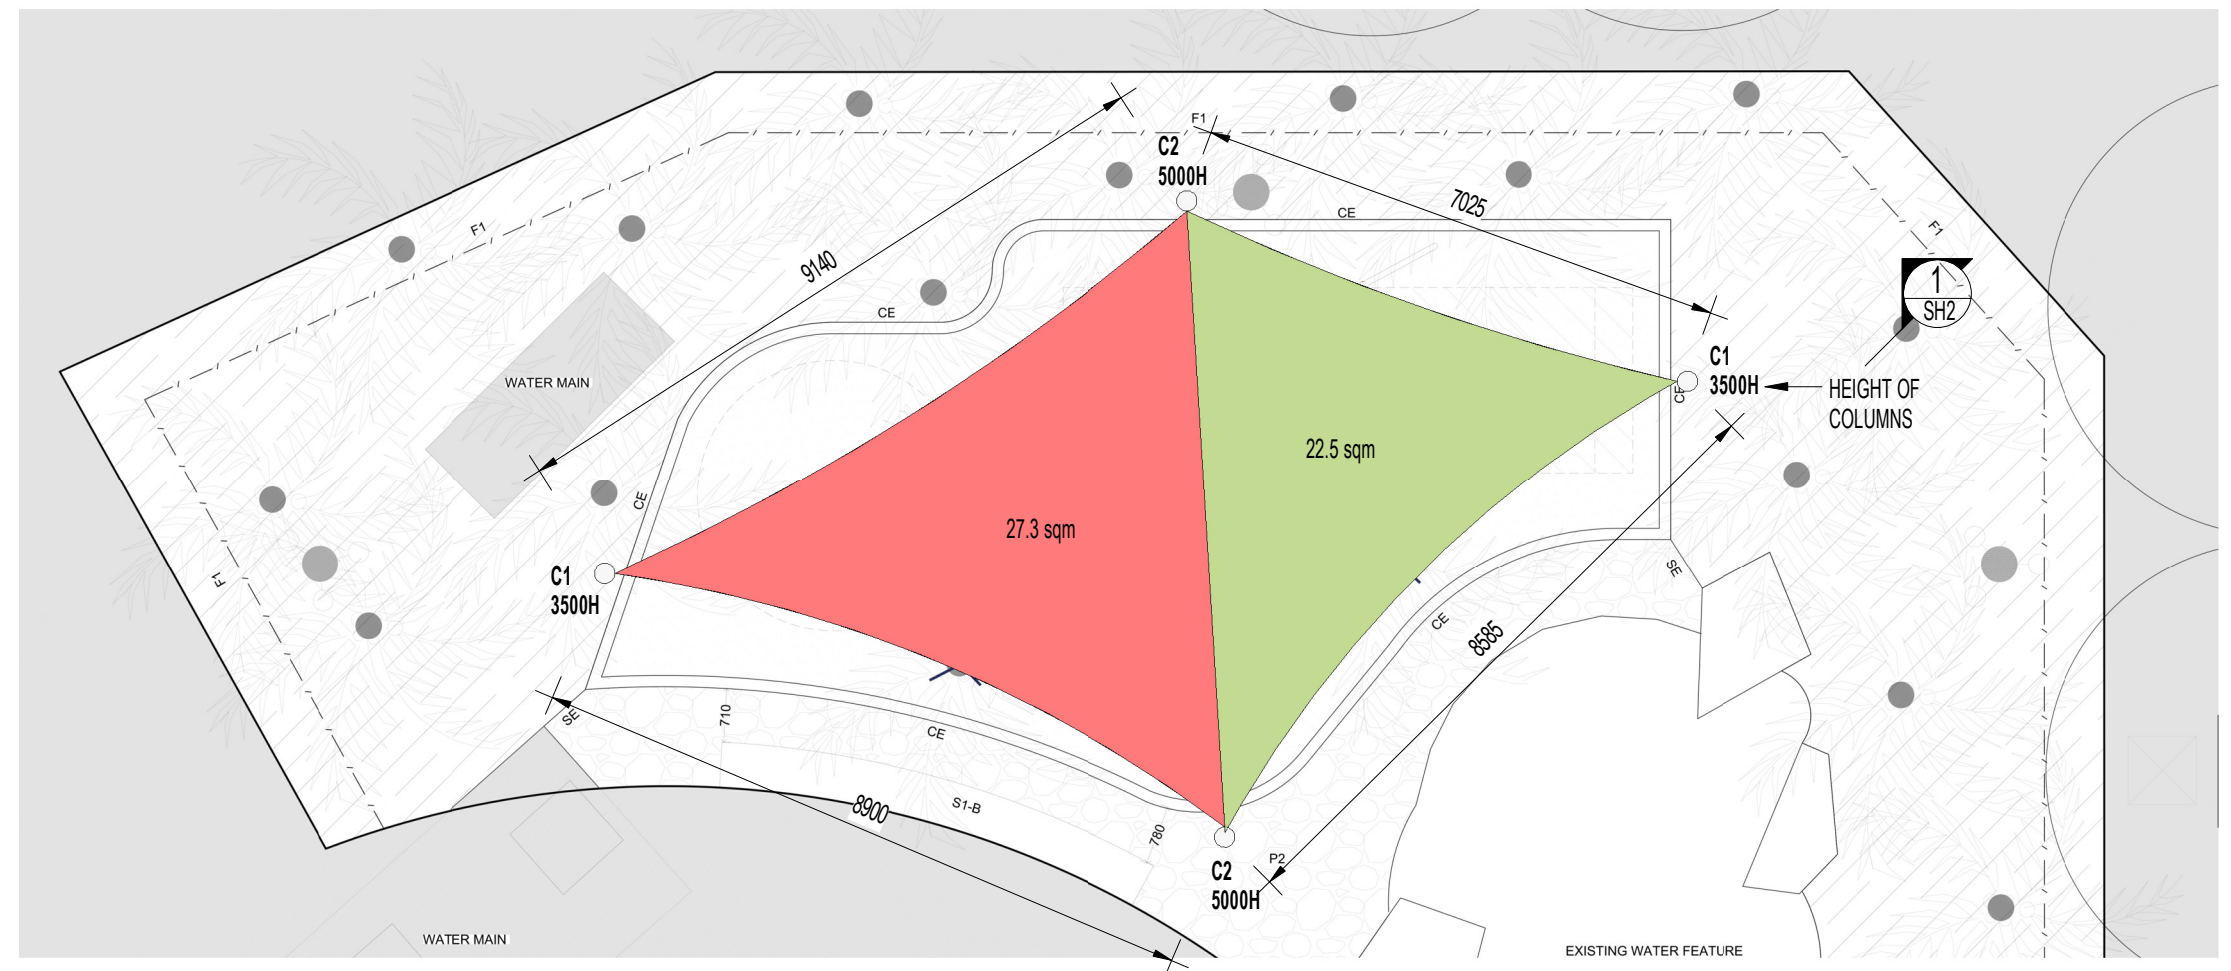 F1
C2
5000H
7025
CE
F1
F1
9140
1
SH2
CE
C1
3500H
CE
HEIGHT OF
COLUMNS
WATER MAIN
22.5 sqm
CE
27.3 sqm
F1
C1
3500H
SE
CE
8585
SE
710
CE
8900
S1-B
780
P2
C2
5000H
WATER MAIN
EXISTING WATER FEATURE